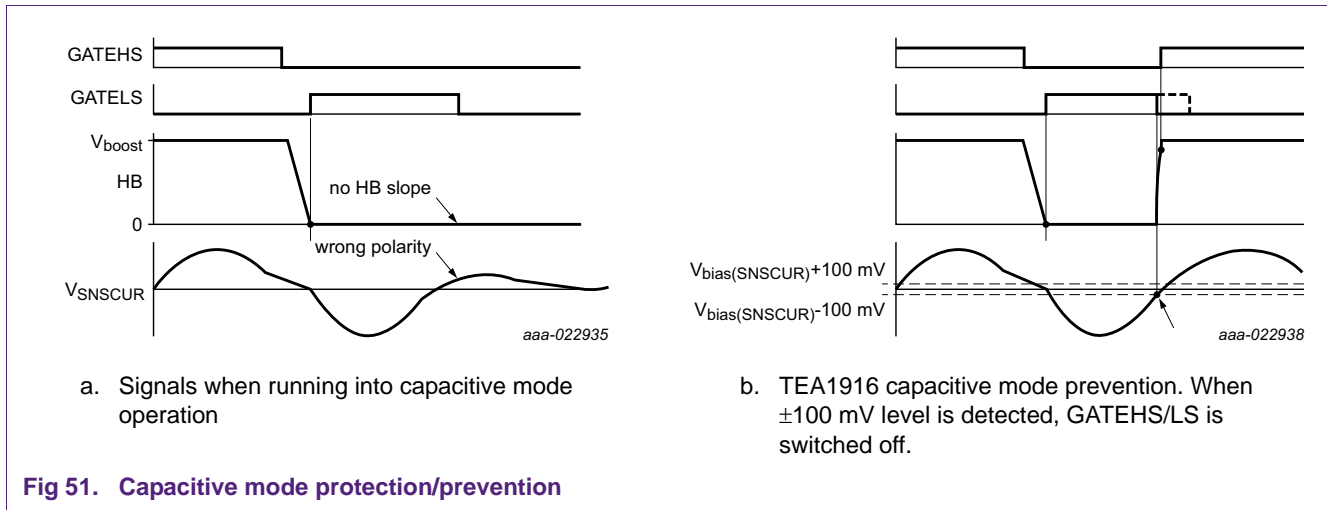 GATEHS
GATELS
Vboost
HB
no HB slope
0
wrong polarity
VSNSCUR
aaa-022935
a. Signals when running into capacitive mode
operation
Vbias(SNSCUR)+100 mV
Vbias(SNSCUR)-100 mV
aaa-022938
b. TEA1916 capacitive mode prevention. When
±100 mV level is detected, GATEHS/LS is
switched off.
Fig 51. Capacitive mode protection/prevention